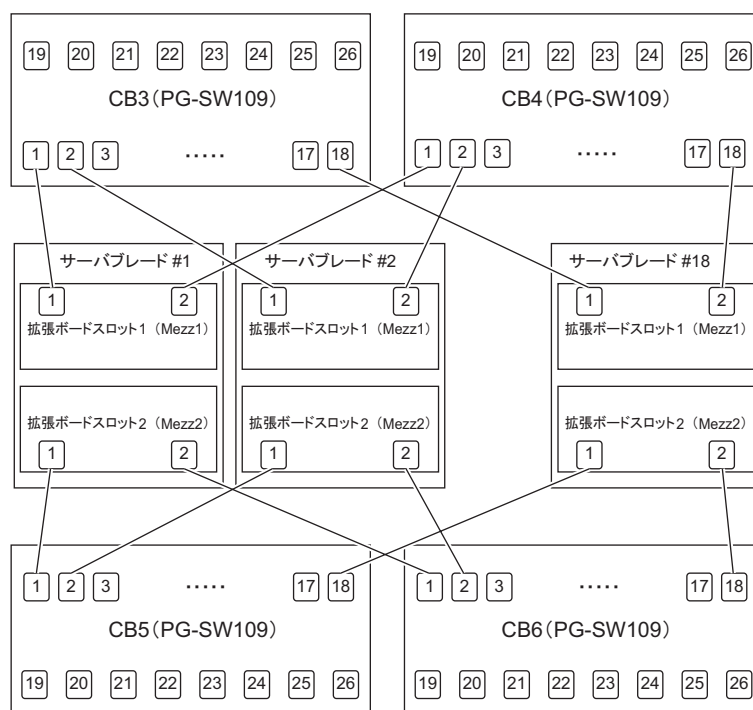 19 20 21 22 23 24 25 26
CB3（PG-SW109）
1 2 3 ····· 17 18
19 20 21 22 23 24 25 26
CB4（PG-SW109）
1 2 3 ····· 17 18
サーバブレード #1
1 2
拡張ボードスロット1（Mezz1）
拡張ボードスロット2（Mezz2）
1 2
サーバブレード #2
1 2
拡張ボードスロット1（Mezz1）
拡張ボードスロット2（Mezz2）
1 2
サーバブレード #18
1 2
拡張ボードスロット1（Mezz1）
拡張ボードスロット2（Mezz2）
1 2
1 2 3 ····· 17 18
CB5（PG-SW109）
19 20 21 22 23 24 25 26
1 2 3 ····· 17 18
CB6（PG-SW109）
19 20 21 22 23 24 25 26